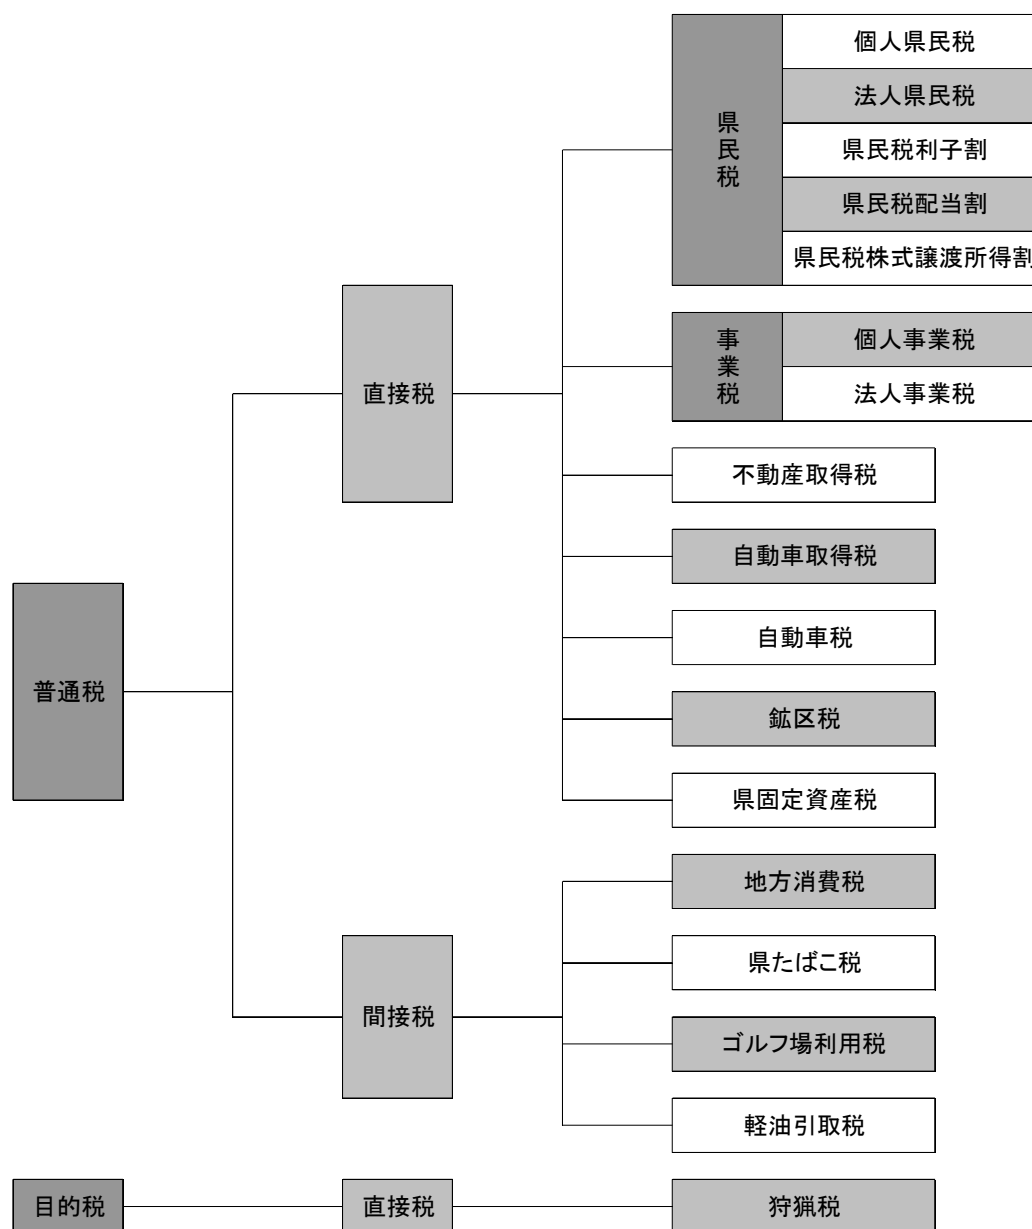 普通税
直接税
県民税
個人県民税
法人県民税
県民税利子割
県民税配当割
県民税株式譲渡所得割
事業税
個人事業税
法人事業税
不動産取得税
自動車取得税
自動車税
鉱区税
県固定資産税
間接税
地方消費税
県たばこ税
ゴルフ場利用税
軽油引取税
目的税
直接税
狩猟税